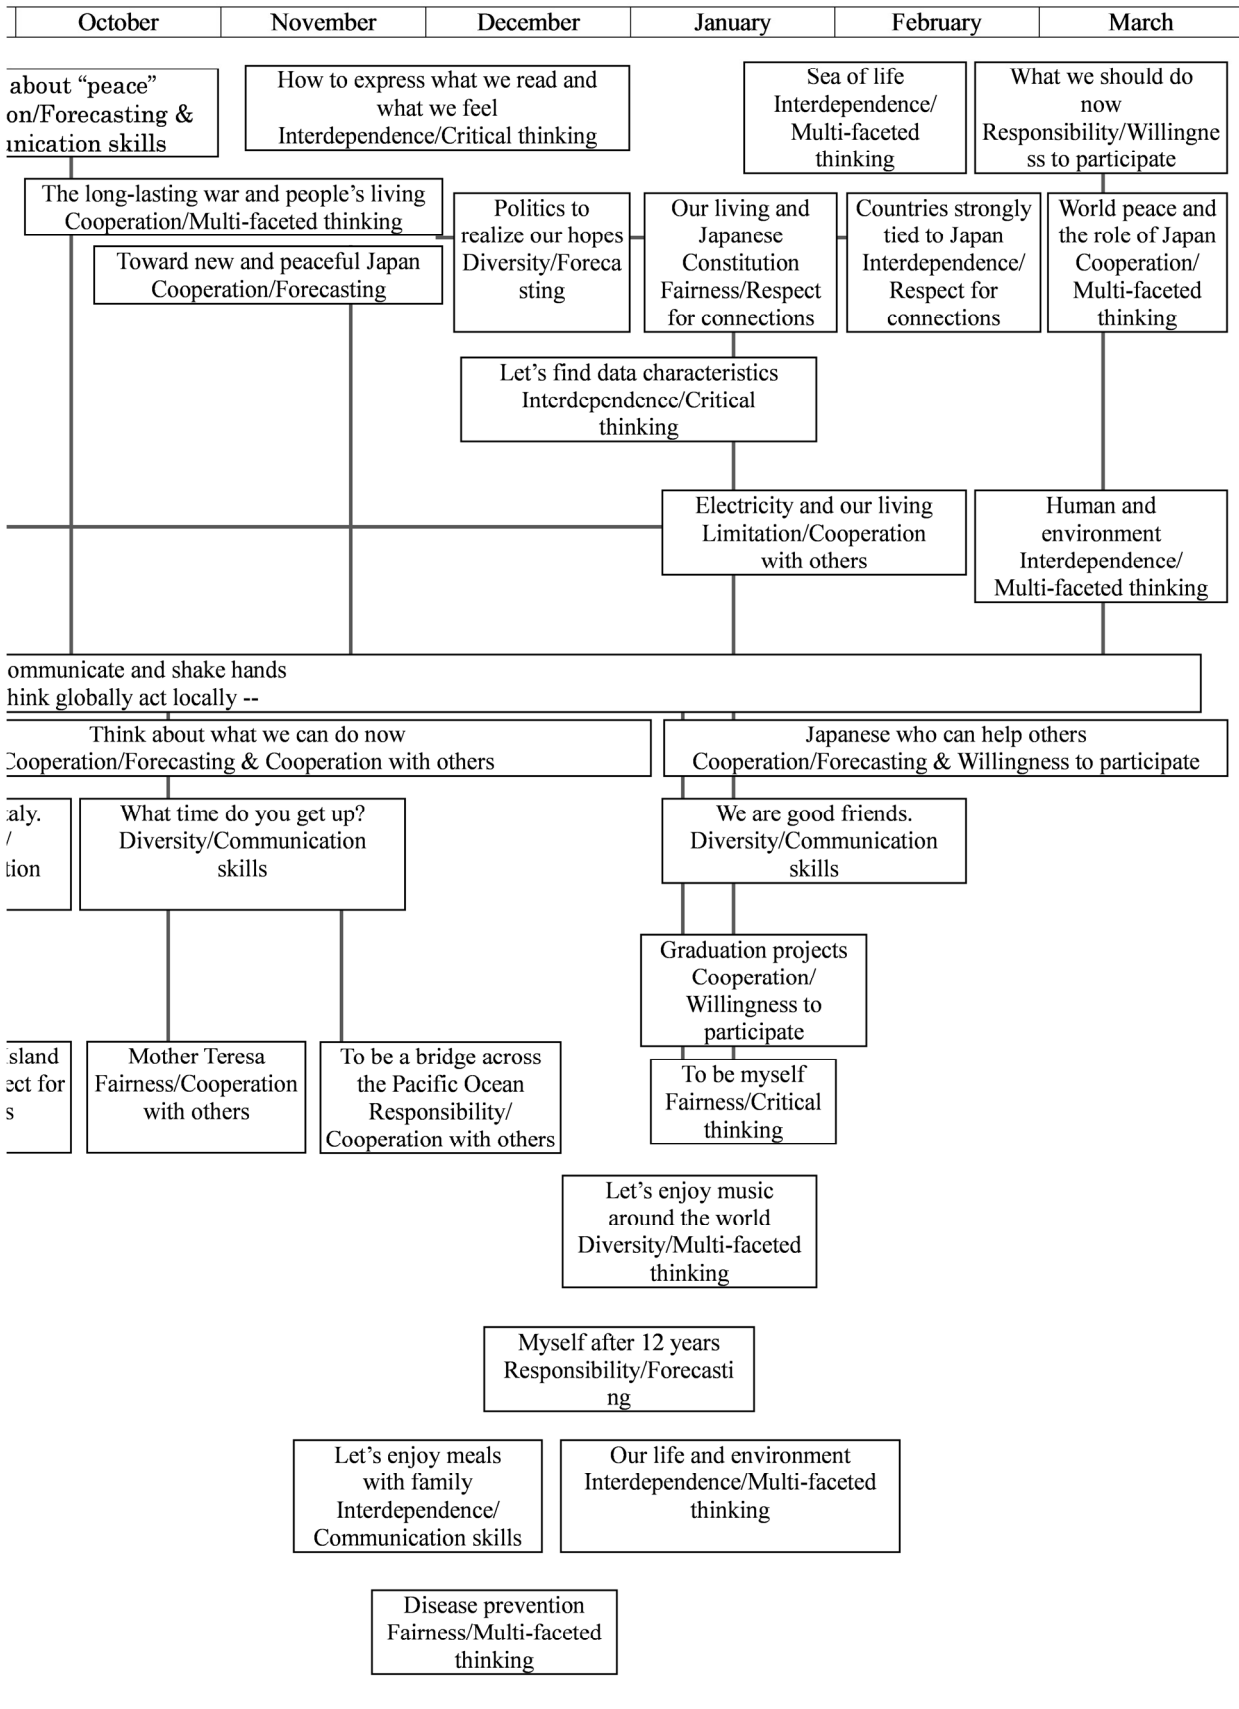 October November December January February March
about “peace”
on/Forecasting &
unication skills
How to express what we read and
what we feel
Interdependence/Critical thinking
Sea of life
Interdependence/
Multi-faceted
thinking
What we should do
now
Responsibility/Willingne
ss to participate
The long-lasting war and people’s living
Cooperation/Multi-faceted thinking
Toward new and peaceful Japan
Cooperation/Forecasting
Politics to
realize our hopes
Diversity/Foreca
sting
Our living and
Japanese
Constitution
Fairness/Respect
for connections
Countries strongly
tied to Japan
Interdependence/
Respect for
connections
World peace and
the role of Japan
Cooperation/
Multi-faceted
thinking
Let’s find data characteristics
Interdependence/Critical
thinking
Electricity and our living
Limitation/Cooperation
with others
Human and
environment
Interdependence/
Multi-faceted thinking
ommunicate and shake hands
hink globally act locally --
Think about what we can do now
Cooperation/Forecasting & Cooperation with others
Japanese who can help others
Cooperation/Forecasting & Willingness to participate
taly.
/
tion
What time do you get up?
Diversity/Communication
skills
We are good friends.
Diversity/Communication
skills
Graduation projects
Cooperation/
Willingness to
participate
Island
ect for
s
Mother Teresa
Fairness/Cooperation
with others
To be a bridge across
the Pacific Ocean
Responsibility/
Cooperation with others
To be myself
Fairness/Critical
thinking
Let’s enjoy music
around the world
Diversity/Multi-faceted
thinking
Myself after 12 years
Responsibility/Forecasti
ng
Let’s enjoy meals
with family
Interdependence/
Communication skills
Our life and environment
Interdependence/Multi-faceted
thinking
Disease prevention
Fairness/Multi-faceted
thinking